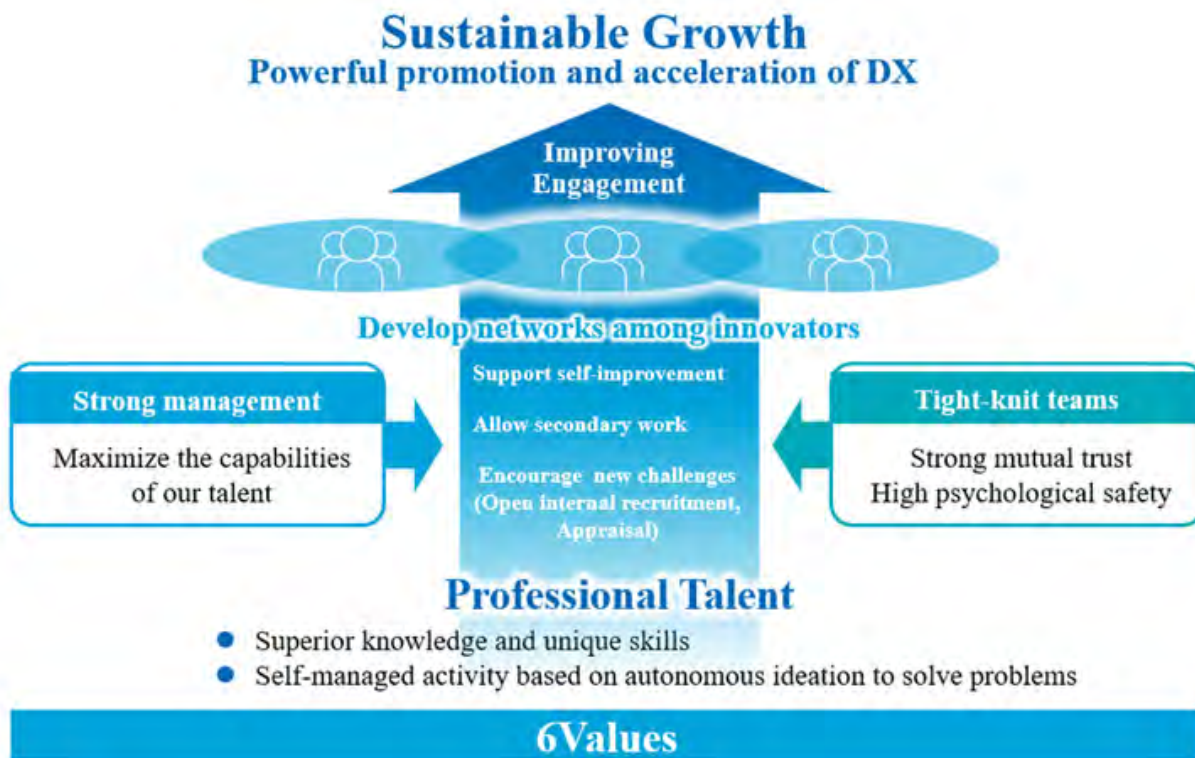 Sustainable Growth
Powerful promotion and acceleration of DX
Improving
Engagement
Develop networks among innovators
Strong management
Maximize the capabilities
of our talent
Support self-improvement
Allow secondary work
Encourage new challenges
(Open internal recruitment,
Appraisal)
Tight-knit teams
Strong mutual trust
High psychological safety
Professional Talent
● Superior knowledge and unique skills
● Self-managed activity based on autonomous ideation to solve problems
6Values